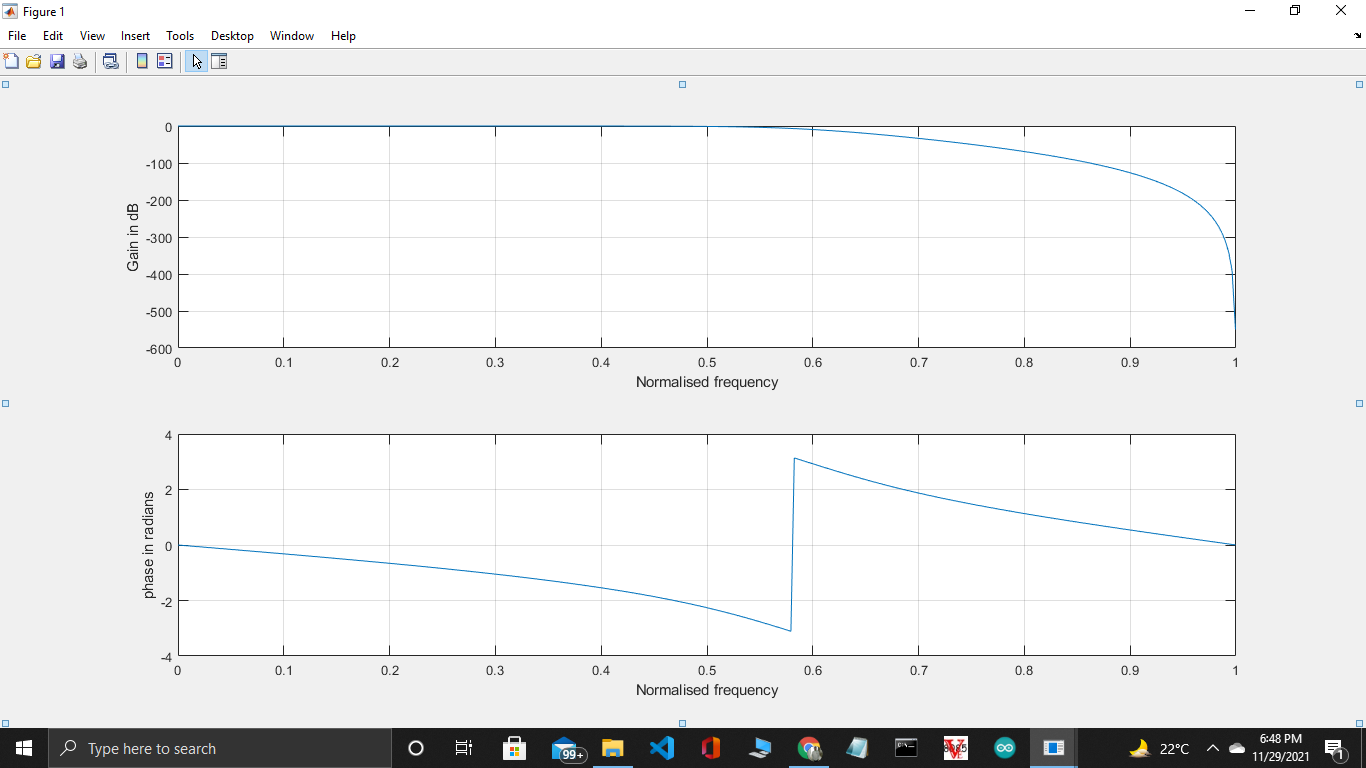 Figure 1
File Edit View Insert Tools Desktop Window Help
0
-100
-200
-300
-400
-500
-600
Gain in dB
0 0.1 0.2 0.3 0.4 0.5 0.6 0.7 0.8 0.9 1
Normalised frequency
4
2
0
-2
-4
phase in radians
0 0.1 0.2 0.3 0.4 0.5 0.6 0.7 0.8 0.9 1
Normalised frequency
Type here to search
99+
22°C
6:48 PM
11/29/2021
1